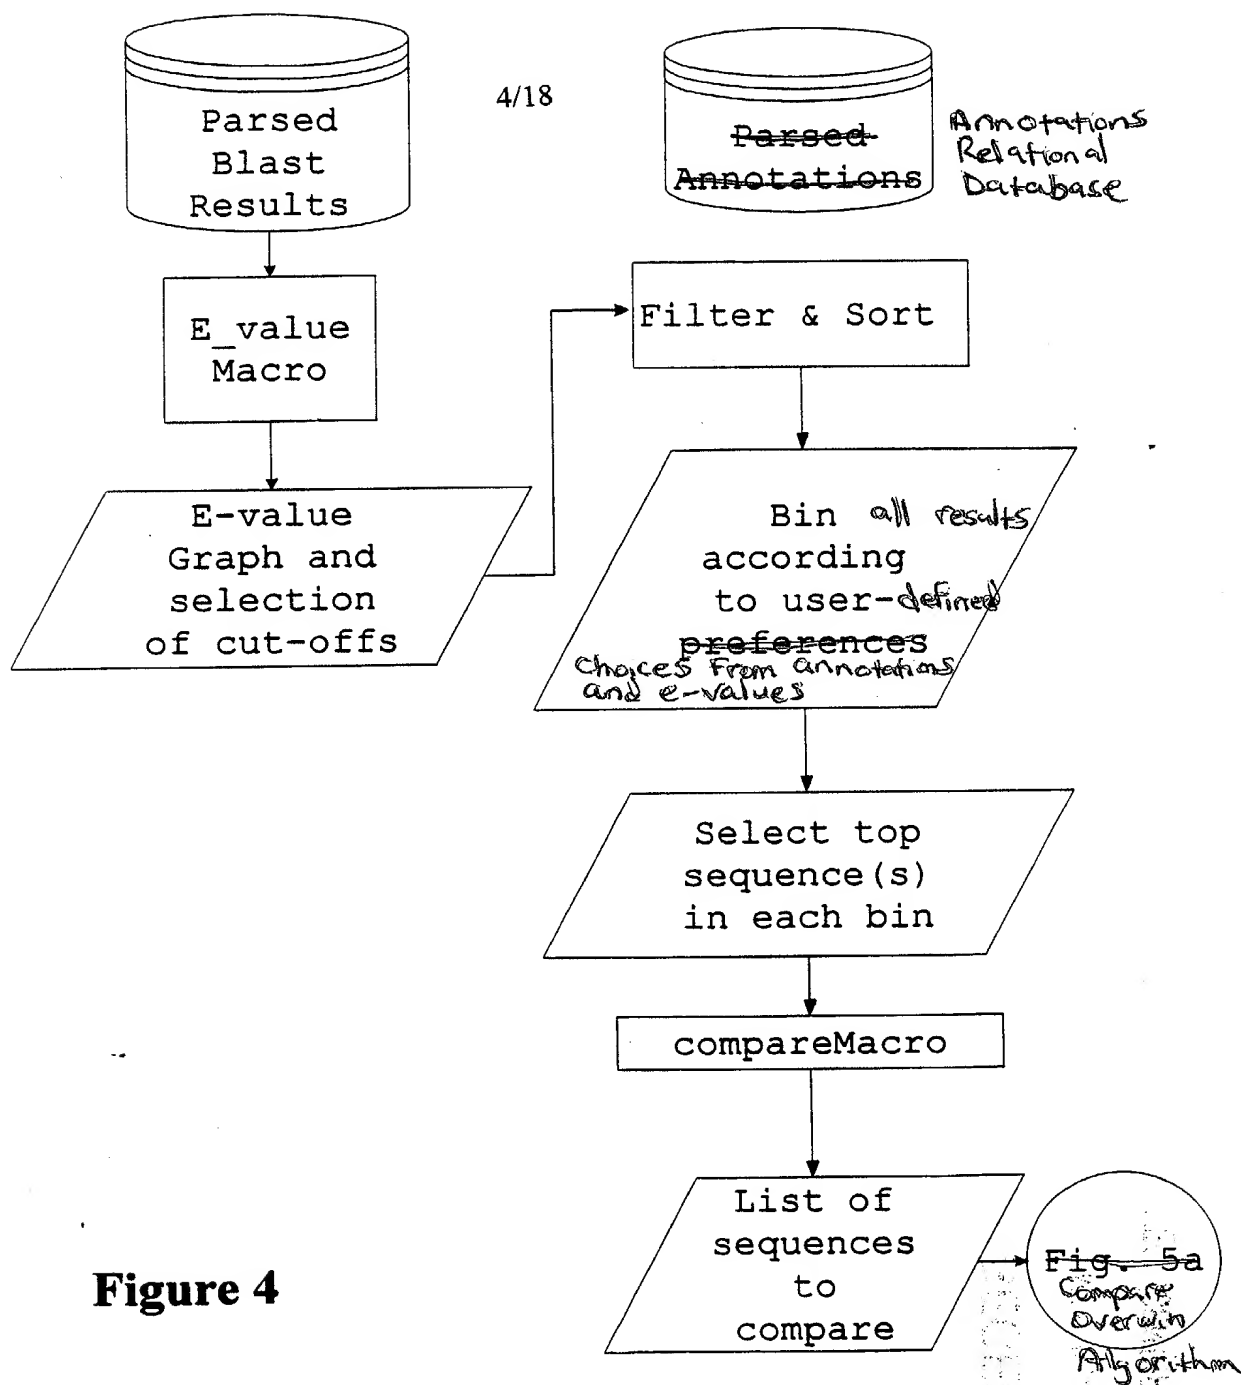 4/18
Parsed
Blast
Results
Parsed
Annotations
Annotations
Relational
Database
E_value
Macro
Filter & Sort
E-value
Graph and
selection
of cut-offs
Bin all results
according
to user-defined
preferences
choices from annotations
and e-values
Select top
sequence(s)
in each bin
compareMacro
List of
sequences
to
compare
Fig. 5a
Compare
Algorithm
Figure 4